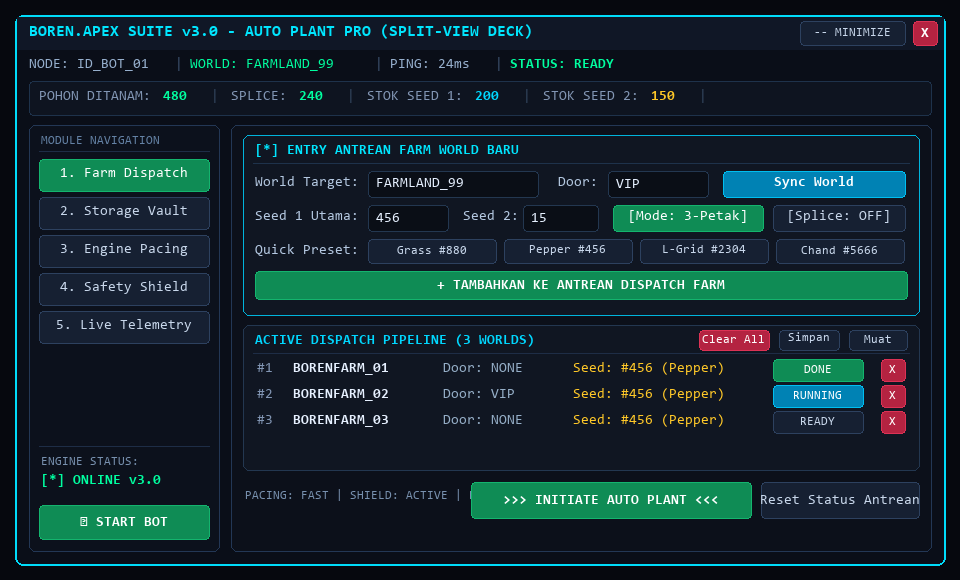 BOREN.APEX SUITE v3.0 - AUTO PLANT PRO (SPLIT-VIEW DECK)
-- MINIMIZE
X
NODE: ID_BOT_01 | WORLD: FARMLAND_99 | PING: 24ms | STATUS: READY
POHON DITANAM: 480 | SPLICE: 240 | STOK SEED 1: 200 | STOK SEED 2: 150 |
MODULE NAVIGATION
1. Farm Dispatch
2. Storage Vault
3. Engine Pacing
4. Safety Shield
5. Live Telemetry
ENGINE STATUS:
[*] ONLINE v3.0
START BOT
[*] ENTRY ANTREAN FARM WORLD BARU
World Target: FARMLAND_99 Door: VIP Sync World
Seed 1 Utama: 456 Seed 2: 15 [Mode: 3-Petak] [Splice: OFF]
Quick Preset: Grass #880 Pepper #456 L-Grid #2304 Chand #5666
+ TAMBAHKAN KE ANTREAN DISPATCH FARM
ACTIVE DISPATCH PIPELINE (3 WORLDS) Clear All Simpan Muat
#1 BORENFARM_01 Door: NONE Seed: #456 (Pepper) DONE X
#2 BORENFARM_02 Door: VIP Seed: #456 (Pepper) RUNNING X
#3 BORENFARM_03 Door: NONE Seed: #456 (Pepper) READY X
PACING: FAST | SHIELD: ACTIVE |
>>> INITIATE AUTO PLANT <<<
Reset Status Antrean